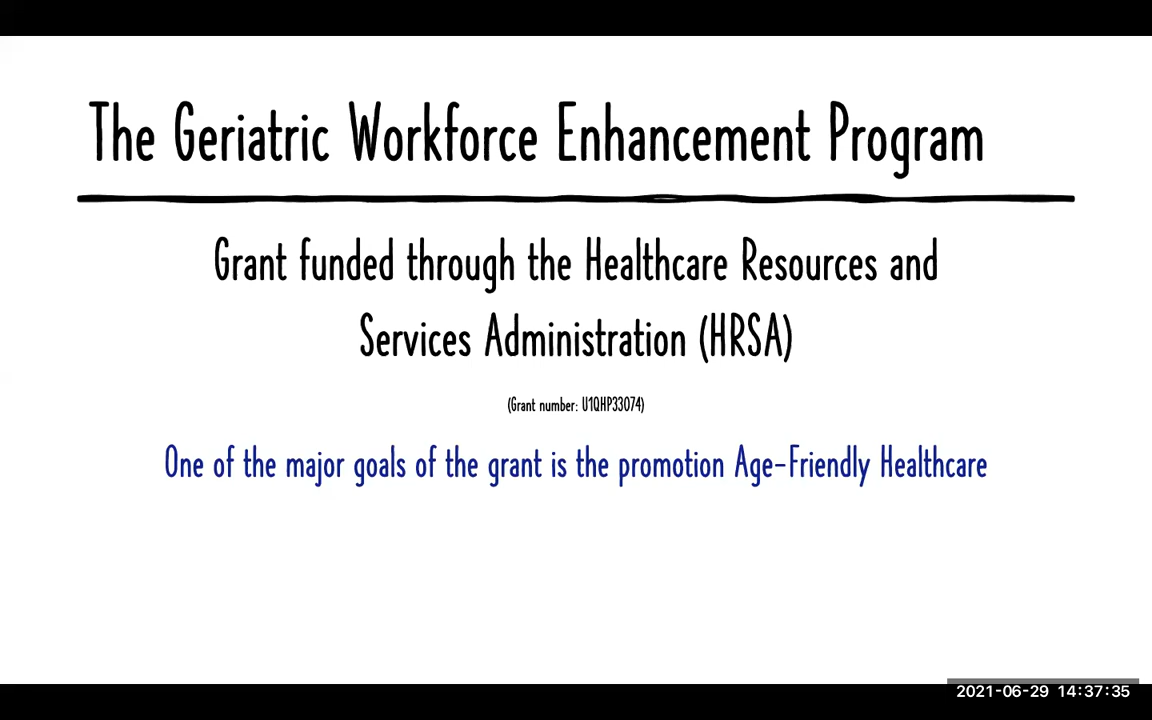 The Geriatric Workforce Enhancement Program
Grant funded through the Healthcare Resources and
Services Administration (HRSA)
(Grant number: U1QHP33074)
One of the major goals of the grant is the promotion Age-Friendly Healthcare
2021-06-29 14:37:35